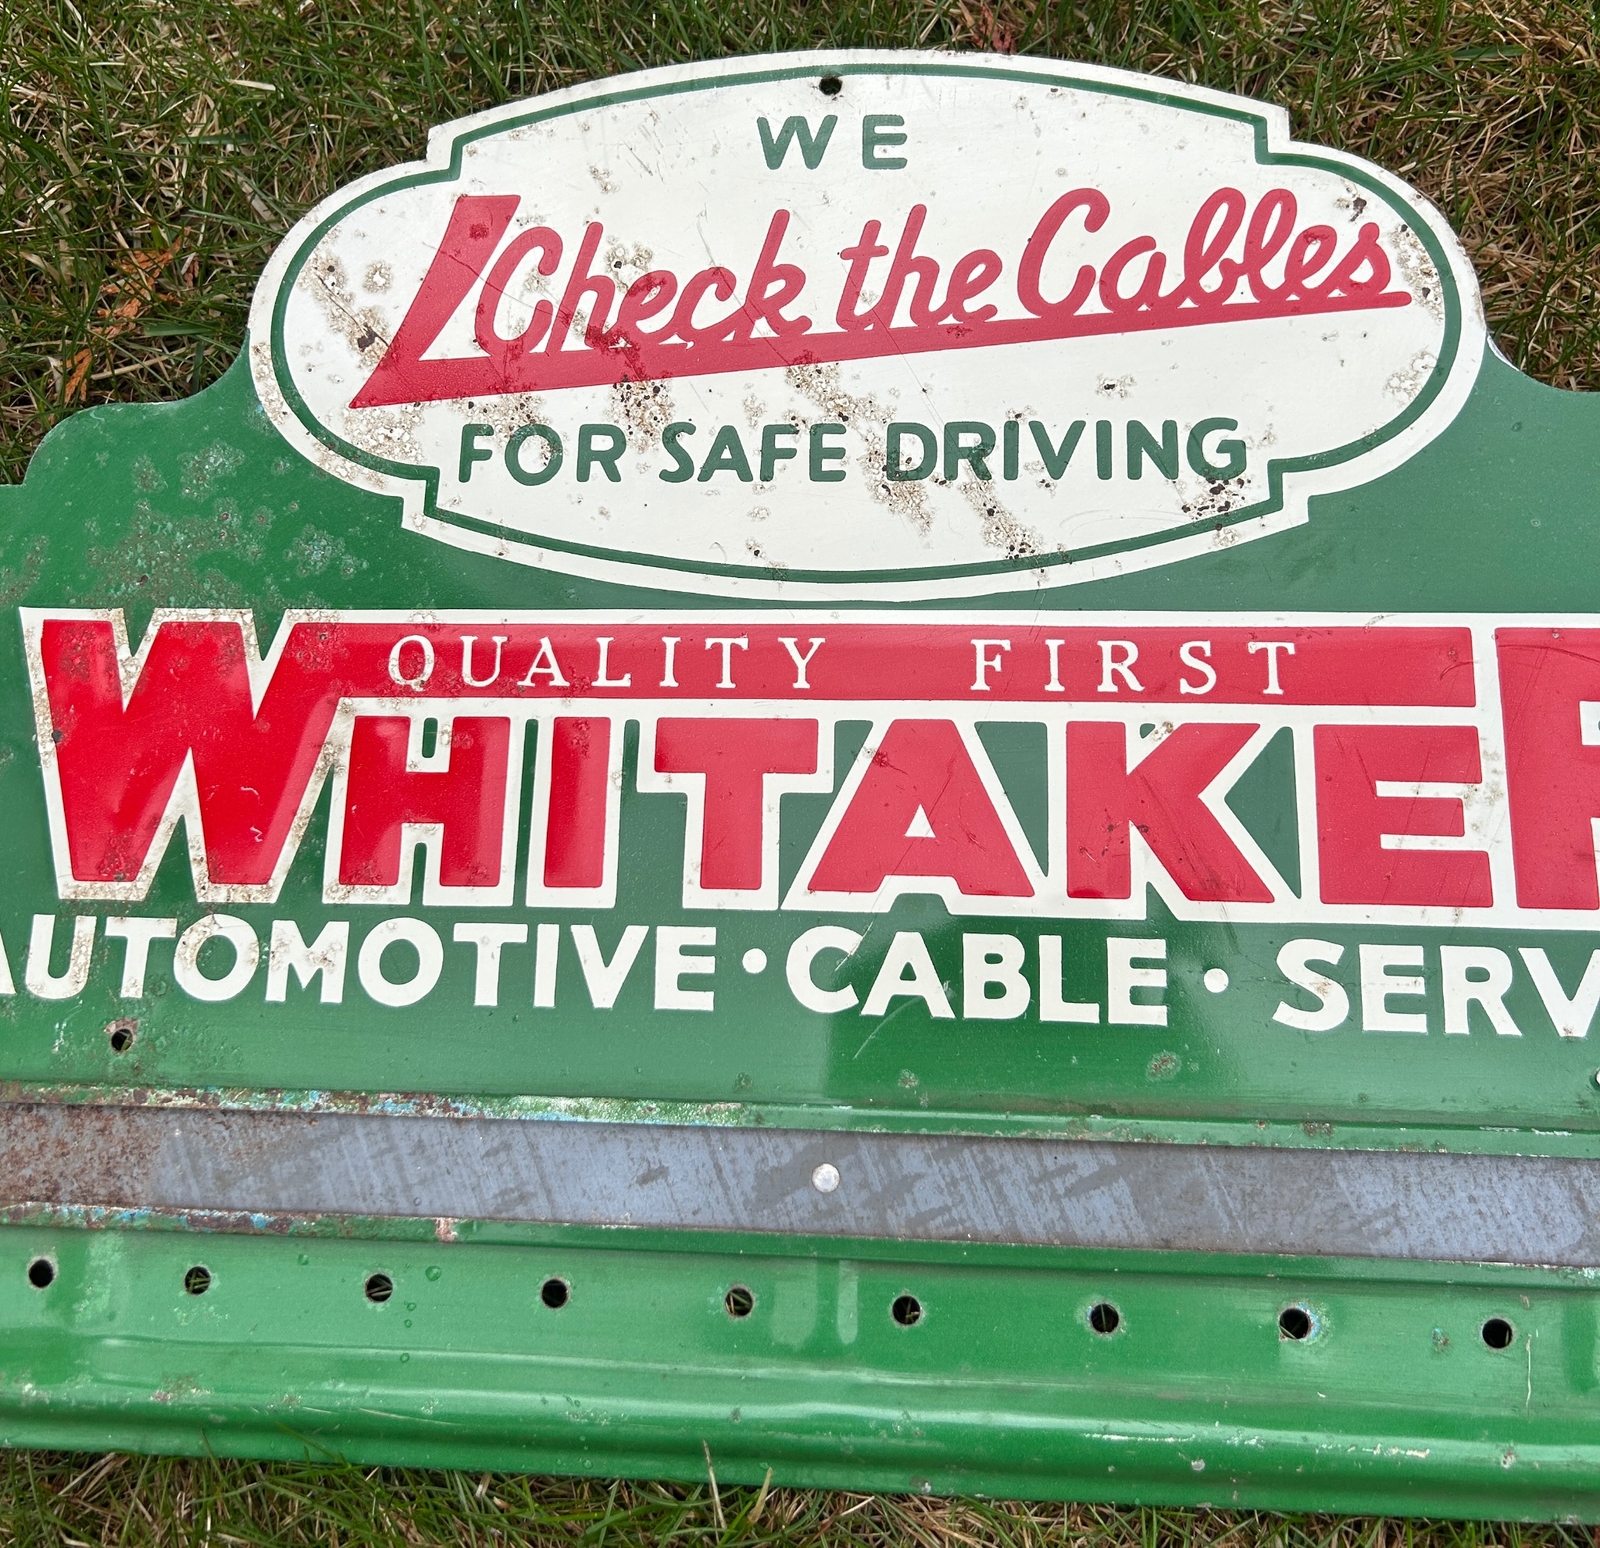 WE
Check the Cables
FOR SAFE DRIVING
QUALITY FIRST
WHITAKER
AUTOMOTIVE • CABLE • SERV